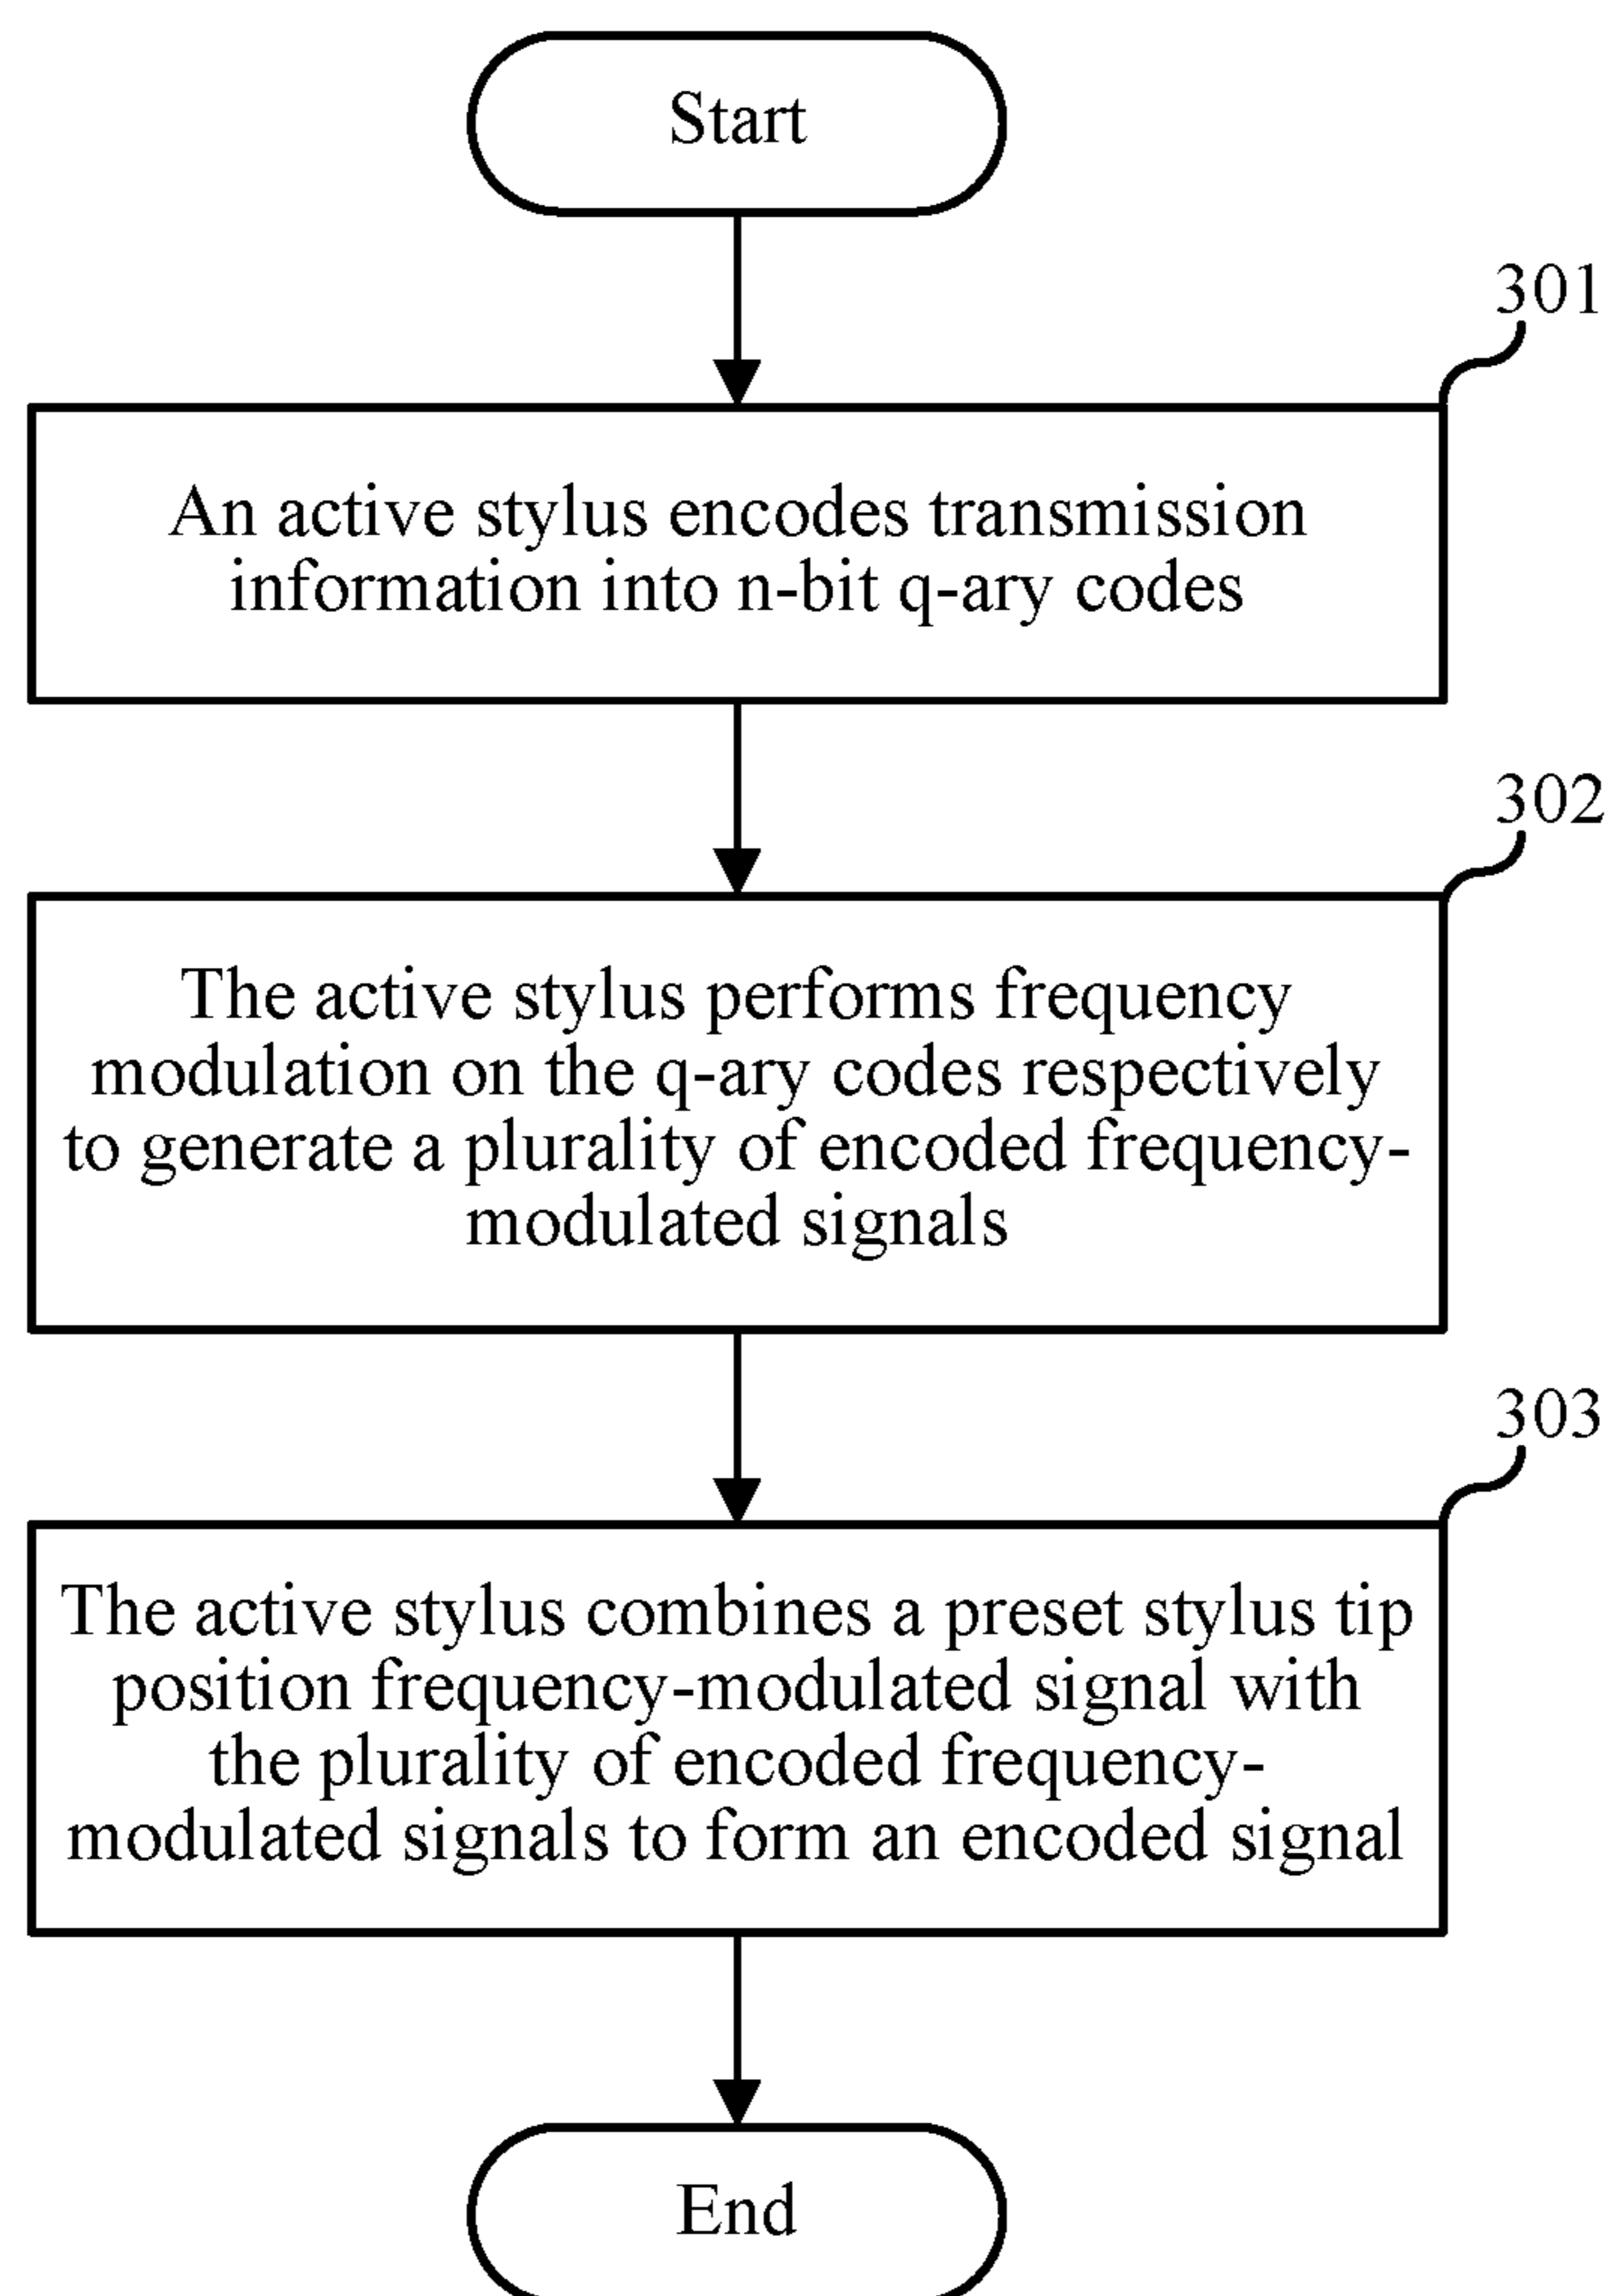 Start
301
An active stylus encodes transmission
information into n-bit q-ary codes
302
The active stylus performs frequency
modulation on the q-ary codes respectively
to generate a plurality of encoded frequency-
modulated signals
303
The active stylus combines a preset stylus tip
position frequency-modulated signal with
the plurality of encoded frequency-
modulated signals to form an encoded signal
End